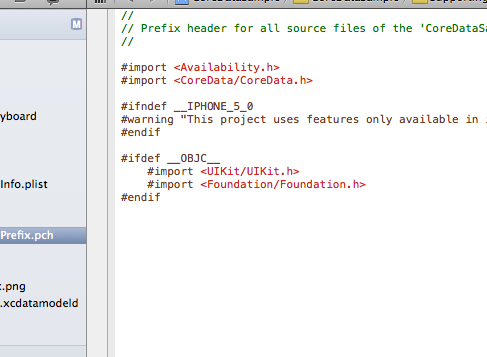 M
yboard
Info.plist
Prefix.pch
.png
.xcdatamodeld
//
// Prefix header for all source files of the 'CoreDataSa
//
#import <Availability.h>
#import <CoreData/CoreData.h>
#ifndef __IPHONE_5_0
#warning "This project uses features only available in
#endif
#ifdef __OBJC__
#import <UIKit/UIKit.h>
#import <Foundation/Foundation.h>
#endif